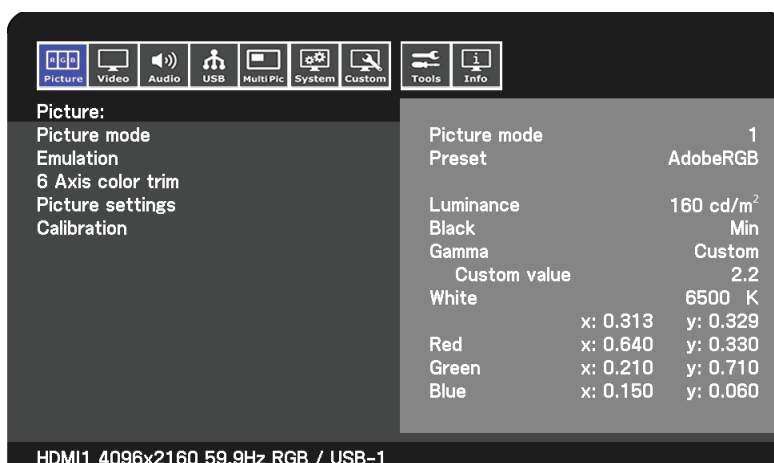 RGB
Picture Video Audio USB MultiPic System Custom Tools Info
Picture:
Picture mode
Emulation
6 Axis color trim
Picture settings
Calibration
Picture mode 1
Preset AdobeRGB
Luminance 160 cd/m²
Black Min
Gamma Custom
Custom value 2.2
White 6500 K
x: 0.313 y: 0.329
Red x: 0.640 y: 0.330
Green x: 0.210 y: 0.710
Blue x: 0.150 y: 0.060
HDMI1 4096x2160 59.9Hz RGB / USB-1